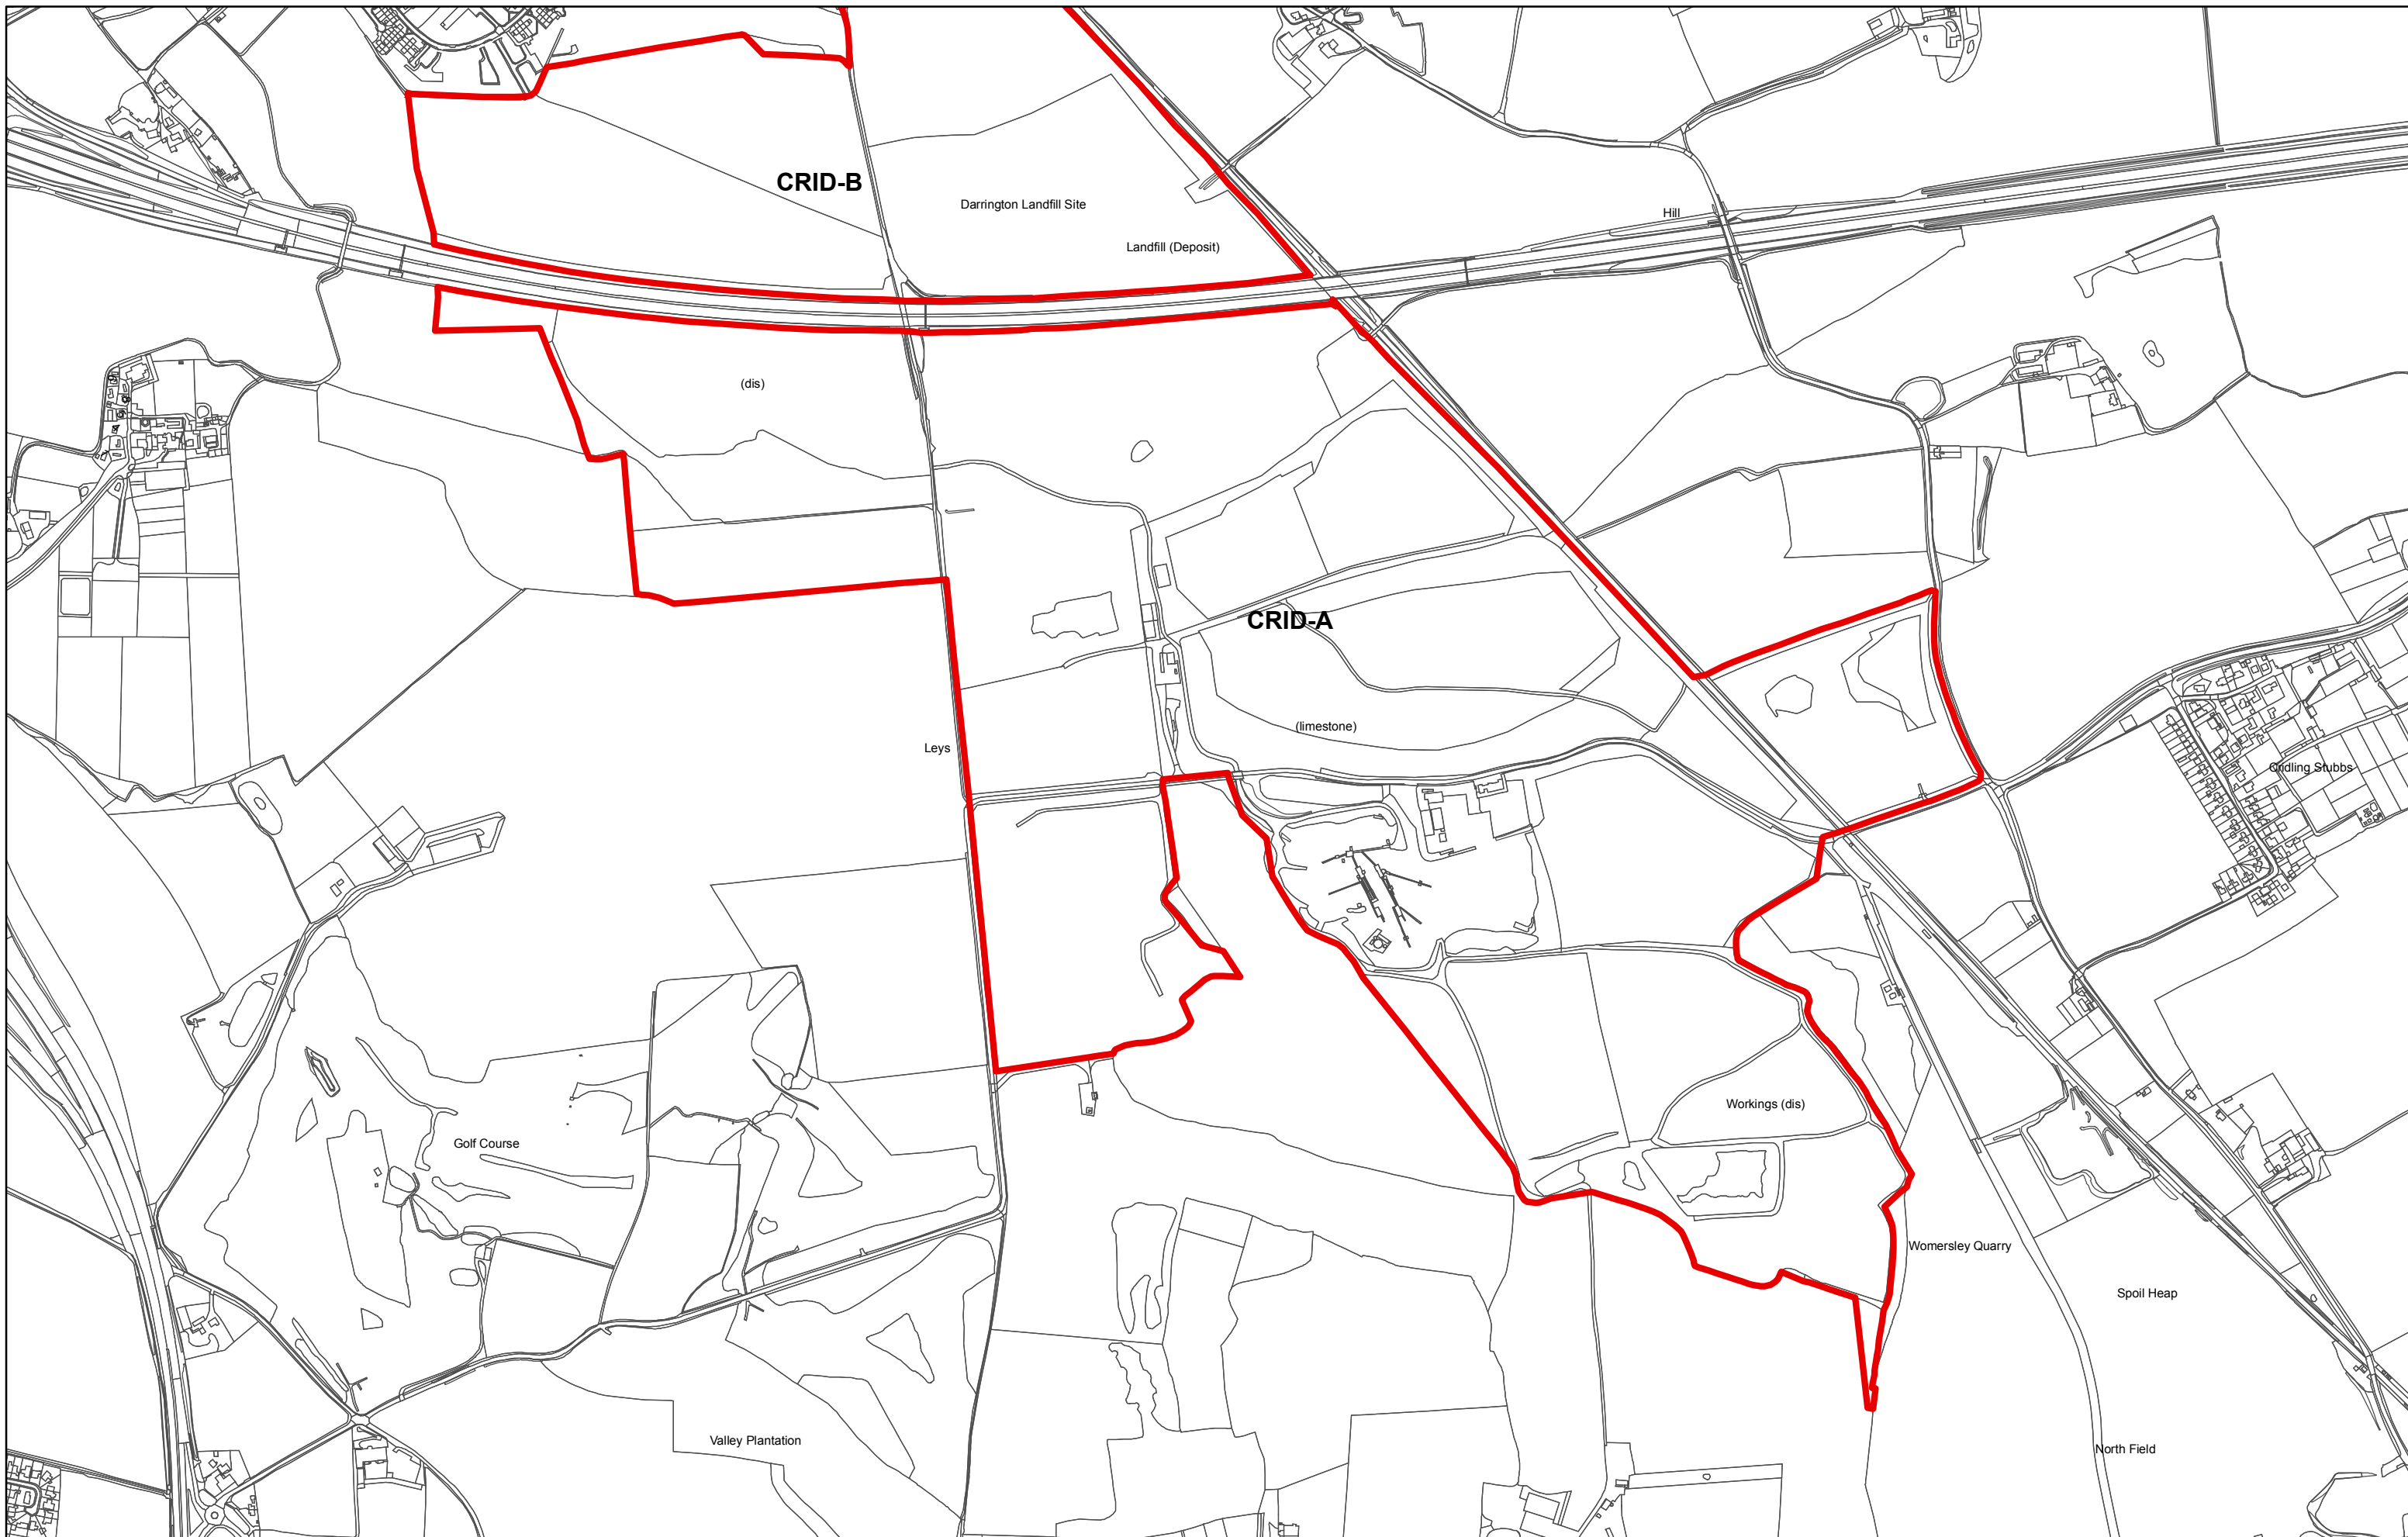 CRID-B
Darrington Landfill Site
Hill
Landfill (Deposit)
(dis)
CRID-A
(limestone)
Leys
Cridling Stubbs
Workings (dis)
Golf Course
Womersley Quarry
Spoil Heap
Valley Plantation
North Field